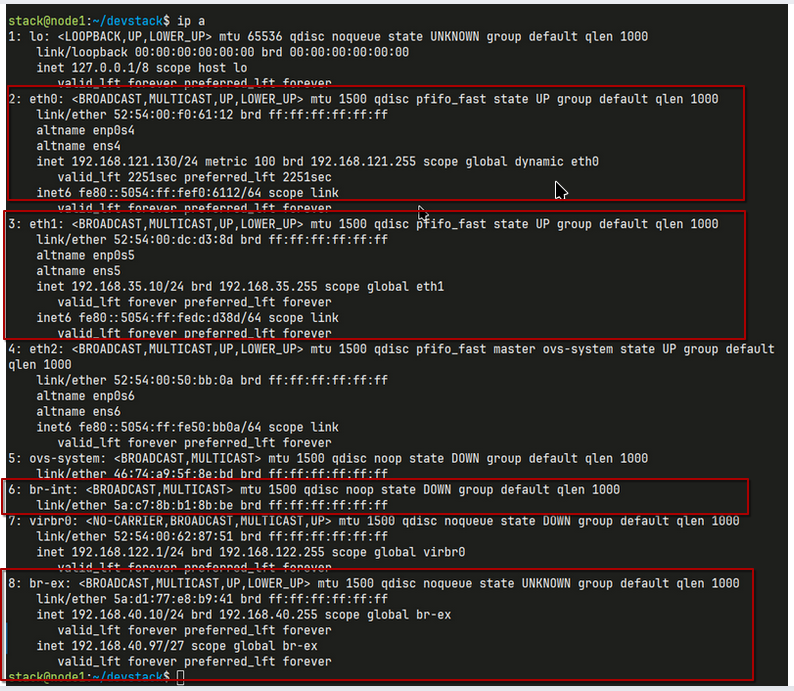 stack@node1:~/devstack$ ip a
1: lo: <LOOPBACK,UP,LOWER_UP> mtu 65536 qdisc noqueue state UNKNOWN group default qlen 1000
    link/loopback 00:00:00:00:00:00 brd 00:00:00:00:00:00
    inet 127.0.0.1/8 scope host lo
       valid_lft forever preferred_lft forever
2: eth0: <BROADCAST,MULTICAST,UP,LOWER_UP> mtu 1500 qdisc pfifo_fast state UP group default qlen 1000
    link/ether 52:54:00:f0:61:12 brd ff:ff:ff:ff:ff:ff
    altname enp0s4
    altname ens4
    inet 192.168.121.130/24 metric 100 brd 192.168.121.255 scope global dynamic eth0
       valid_lft 2251sec preferred_lft 2251sec
    inet6 fe80::5054:ff:fef0:6112/64 scope link
       valid_lft forever preferred_lft forever
3: eth1: <BROADCAST,MULTICAST,UP,LOWER_UP> mtu 1500 qdisc pfifo_fast state UP group default qlen 1000
    link/ether 52:54:00:dc:d3:8d brd ff:ff:ff:ff:ff:ff
    altname enp0s5
    altname ens5
    inet 192.168.35.10/24 brd 192.168.35.255 scope global eth1
       valid_lft forever preferred_lft forever
    inet6 fe80::5054:ff:fedc:d38d/64 scope link
       valid_lft forever preferred_lft forever
4: eth2: <BROADCAST,MULTICAST,UP,LOWER_UP> mtu 1500 qdisc pfifo_fast master ovs-system state UP group default
qlen 1000
    link/ether 52:54:00:50:bb:0a brd ff:ff:ff:ff:ff:ff
    altname enp0s6
    altname ens6
    inet6 fe80::5054:ff:fe50:bb0a/64 scope link
       valid_lft forever preferred_lft forever
5: ovs-system: <BROADCAST,MULTICAST> mtu 1500 qdisc noop state DOWN group default qlen 1000
    link/ether 46:74:a9:5f:8e:bd brd ff:ff:ff:ff:ff:ff
6: br-int: <BROADCAST,MULTICAST> mtu 1500 qdisc noop state DOWN group default qlen 1000
    link/ether 5a:c7:8b:b1:8b:be brd ff:ff:ff:ff:ff:ff
7: virbr0: <NO-CARRIER,BROADCAST,MULTICAST,UP> mtu 1500 qdisc noqueue state DOWN group default qlen 1000
    link/ether 52:54:00:62:87:51 brd ff:ff:ff:ff:ff:ff
    inet 192.168.122.1/24 brd 192.168.122.255 scope global virbr0
       valid_lft forever preferred_lft forever
8: br-ex: <BROADCAST,MULTICAST,UP,LOWER_UP> mtu 1500 qdisc noqueue state UNKNOWN group default qlen 1000
    link/ether 5a:d1:77:e8:b9:41 brd ff:ff:ff:ff:ff:ff
    inet 192.168.40.10/24 brd 192.168.40.255 scope global br-ex
       valid_lft forever preferred_lft forever
    inet 192.168.40.97/27 scope global br-ex
       valid_lft forever preferred_lft forever
stack@node1:~/devstack$